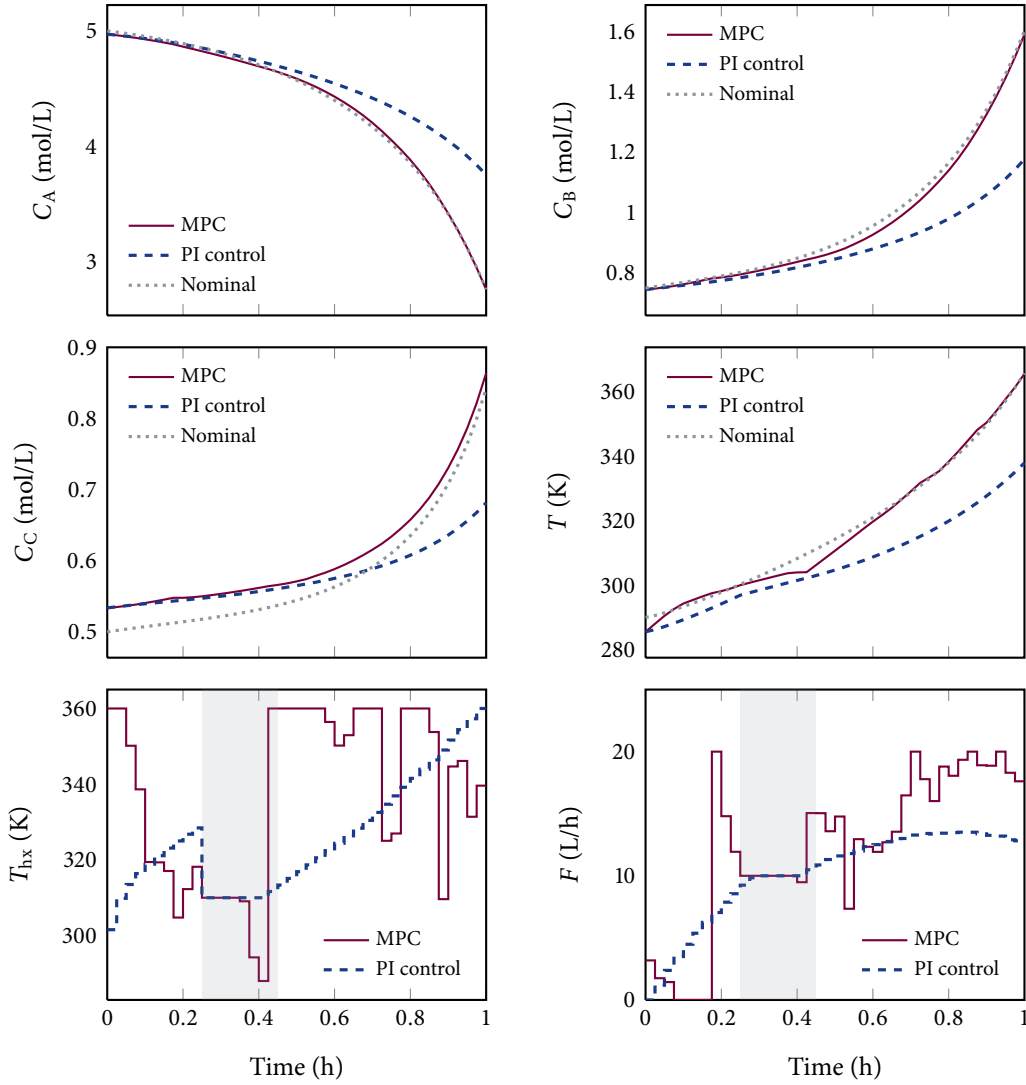 5
4
3
C_A (mol/L)
MPC
PI control
Nominal
1.6
1.4
1.2
1
0.8
C_B (mol/L)
MPC
PI control
Nominal
0.9
0.8
0.7
0.6
0.5
C_C (mol/L)
MPC
PI control
Nominal
360
340
320
300
280
T (K)
MPC
PI control
Nominal
360
340
320
300
T_hx (K)
MPC
PI control
0 0.2 0.4 0.6 0.8 1
Time (h)
20
10
0
F (L/h)
MPC
PI control
0 0.2 0.4 0.6 0.8 1
Time (h)